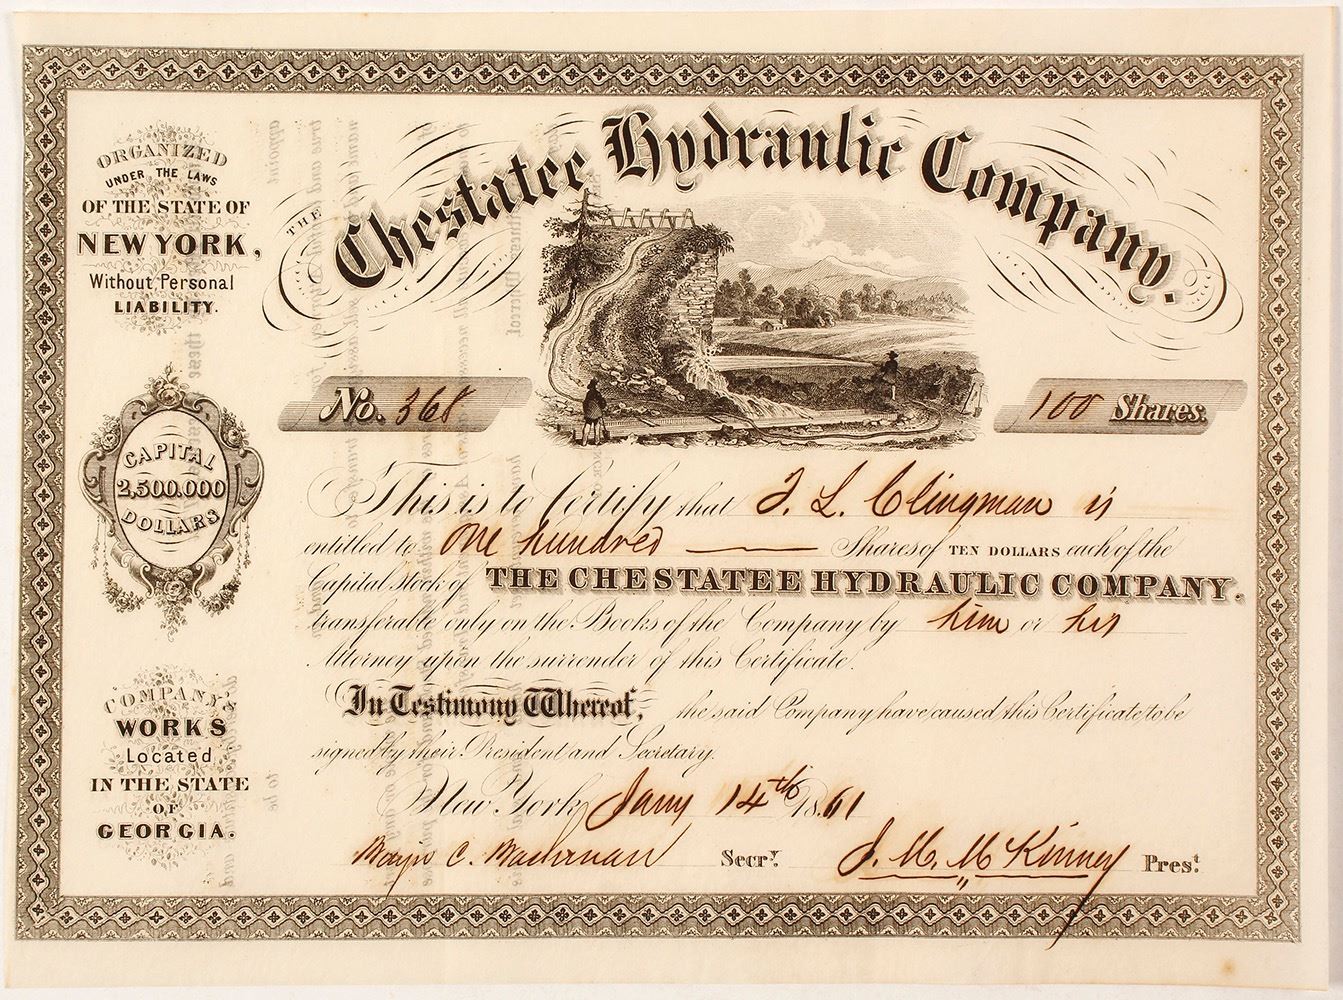 THE
Chestatee Hydraulic Company.
ORGANIZED
UNDER THE LAWS
OF THE STATE OF
NEW YORK,
Without Personal
LIABILITY.
No. 368
100 Shares.
CAPITAL
2,500.000
DOLLARS
This is to Certify that T. L. Clingman is
entitled to One hundred Shares of TEN DOLLARS each of the
Capital Stock of THE CHESTATEE HYDRAULIC COMPANY.
transferable only on the Books of the Company by him or his
Attorney upon the surrender of this Certificate.
In Testimony Whereof, the said Company have caused this Certificate to be
signed by their President and Secretary.
New York, Jany 14th 1861
COMPANY'S
WORKS
Located
IN THE STATE
OF
GEORGIA.
C. Secry.
J. M. McKinney Prest.